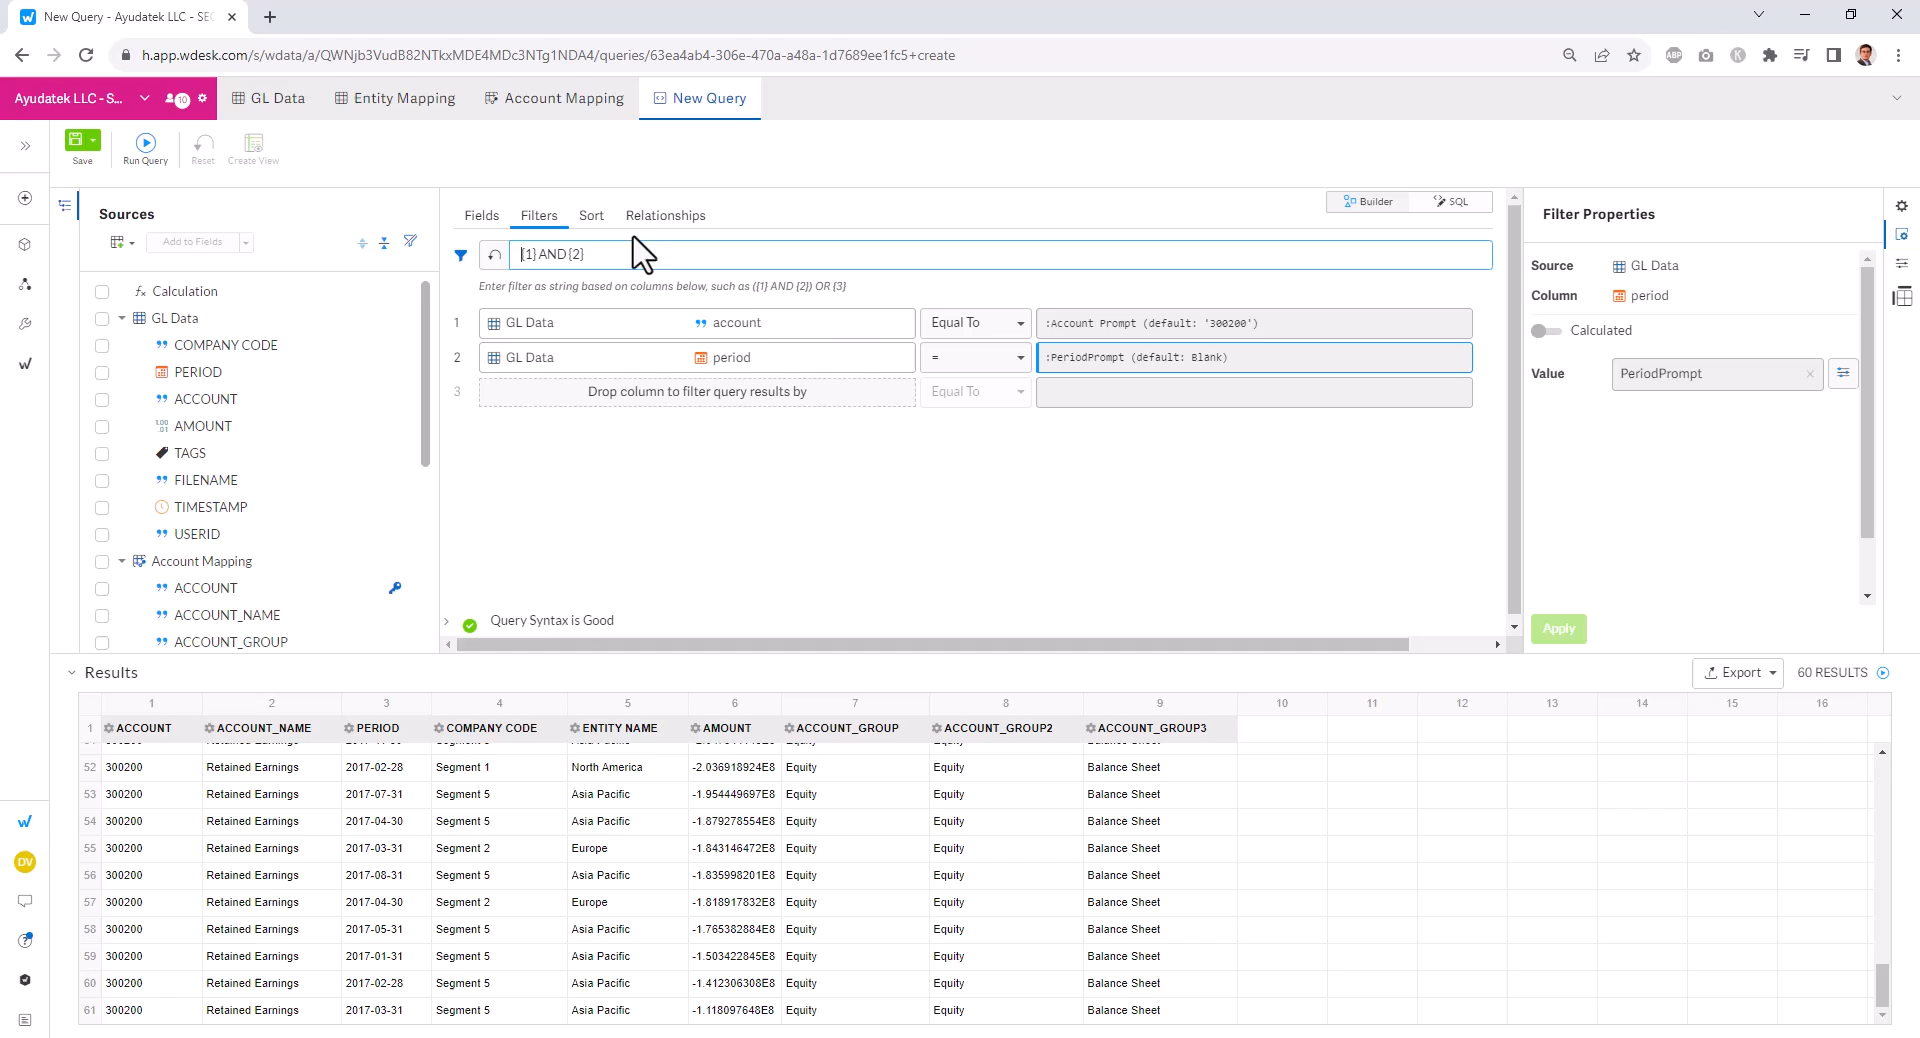 New Query - Ayudatek LLC - SEC
h.app.wdesk.com/s/wdata/a/QWNjb3VudB82NTkxMDE4MDc3NTg1NDA4/queries/63ea4ab4-306e-470a-a48a-1d7689ee1fc5+create
ABP
K
Ayudatek LLC - S...
10
GL Data
Entity Mapping
Account Mapping
New Query
Save
Run Query
Reset
Create View
Sources
Add to Fields
Calculation
GL Data
COMPANY CODE
PERIOD
ACCOUNT
AMOUNT
TAGS
FILENAME
TIMESTAMP
USERID
Account Mapping
ACCOUNT
ACCOUNT_NAME
ACCOUNT_GROUP
Fields Filters Sort Relationships
Builder SQL
{1} AND {2}
Enter filter as string based on columns below, such as ({1} AND {2}) OR {3}
1 GL Data account Equal To :Account Prompt (default: '300200')
2 GL Data period = :PeriodPrompt (default: Blank)
3 Drop column to filter query results by Equal To
Query Syntax is Good
Filter Properties
Source GL Data
Column period
Calculated
Value PeriodPrompt
Apply
DV
Results
Export 60 RESULTS
1 2 3 4 5 6 7 8 9 10 11 12 13 14 15 16
1 ACCOUNT ACCOUNT_NAME PERIOD COMPANY CODE ENTITY NAME AMOUNT ACCOUNT_GROUP ACCOUNT_GROUP2 ACCOUNT_GROUP3
52 300200 Retained Earnings 2017-02-28 Segment 1 North America -2.036918924E8 Equity Equity Balance Sheet
53 300200 Retained Earnings 2017-07-31 Segment 5 Asia Pacific -1.954449697E8 Equity Equity Balance Sheet
54 300200 Retained Earnings 2017-04-30 Segment 5 Asia Pacific -1.879278554E8 Equity Equity Balance Sheet
55 300200 Retained Earnings 2017-03-31 Segment 2 Europe -1.843146472E8 Equity Equity Balance Sheet
56 300200 Retained Earnings 2017-08-31 Segment 5 Asia Pacific -1.835998201E8 Equity Equity Balance Sheet
57 300200 Retained Earnings 2017-04-30 Segment 2 Europe -1.818917832E8 Equity Equity Balance Sheet
58 300200 Retained Earnings 2017-05-31 Segment 5 Asia Pacific -1.765382884E8 Equity Equity Balance Sheet
59 300200 Retained Earnings 2017-01-31 Segment 5 Asia Pacific -1.503422845E8 Equity Equity Balance Sheet
60 300200 Retained Earnings 2017-02-28 Segment 5 Asia Pacific -1.412306308E8 Equity Equity Balance Sheet
61 300200 Retained Earnings 2017-03-31 Segment 5 Asia Pacific -1.118097648E8 Equity Equity Balance Sheet